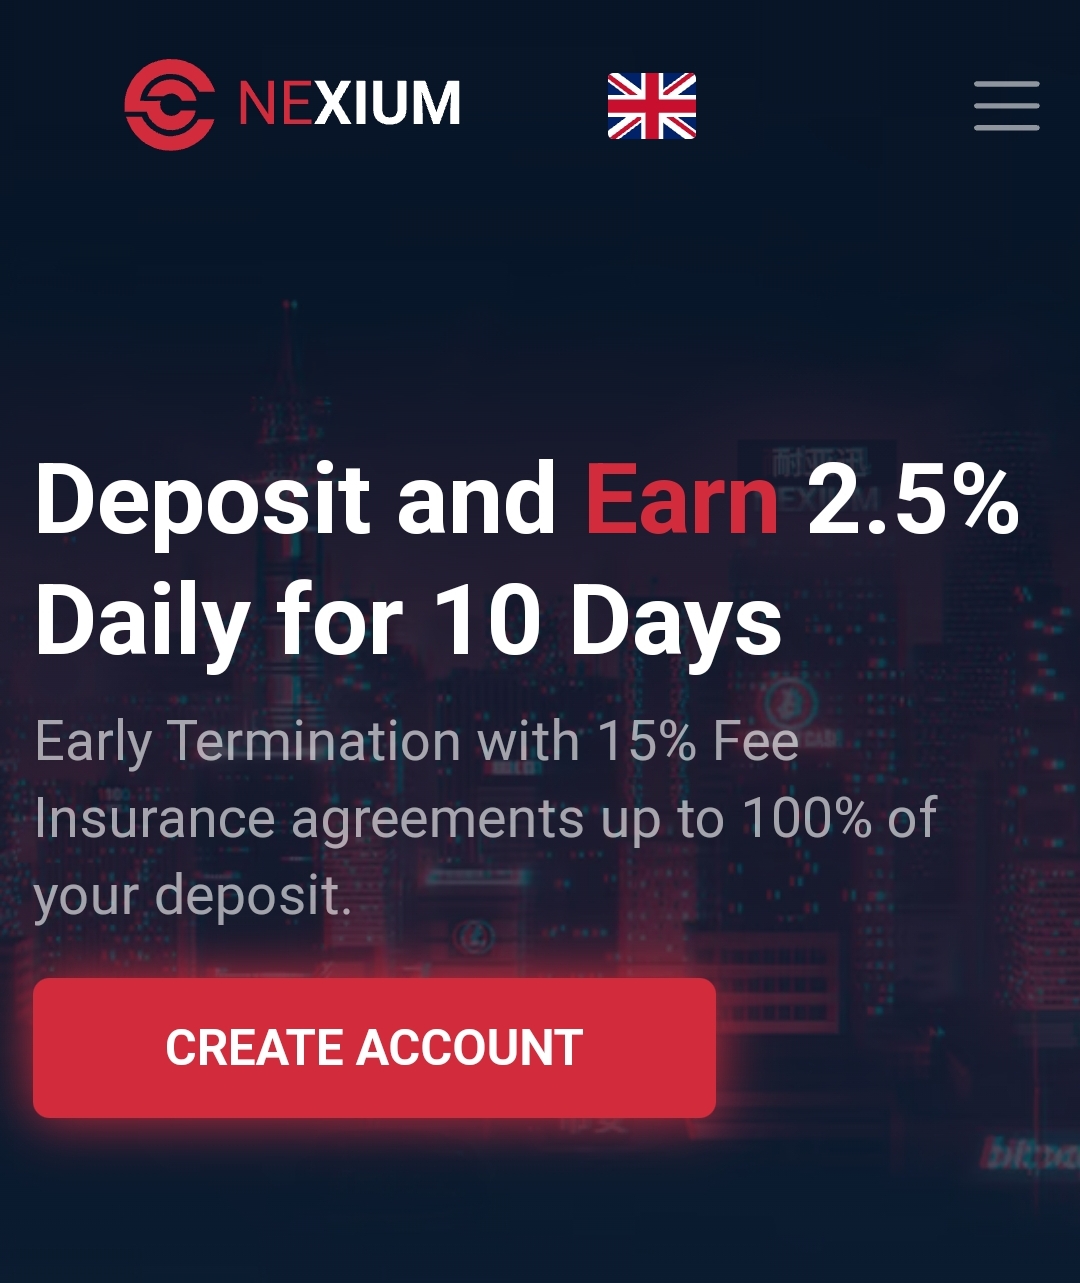 NEXIUM
Deposit and Earn 2.5%
Daily for 10 Days
Early Termination with 15% Fee
Insurance agreements up to 100% of
your deposit.
CREATE ACCOUNT